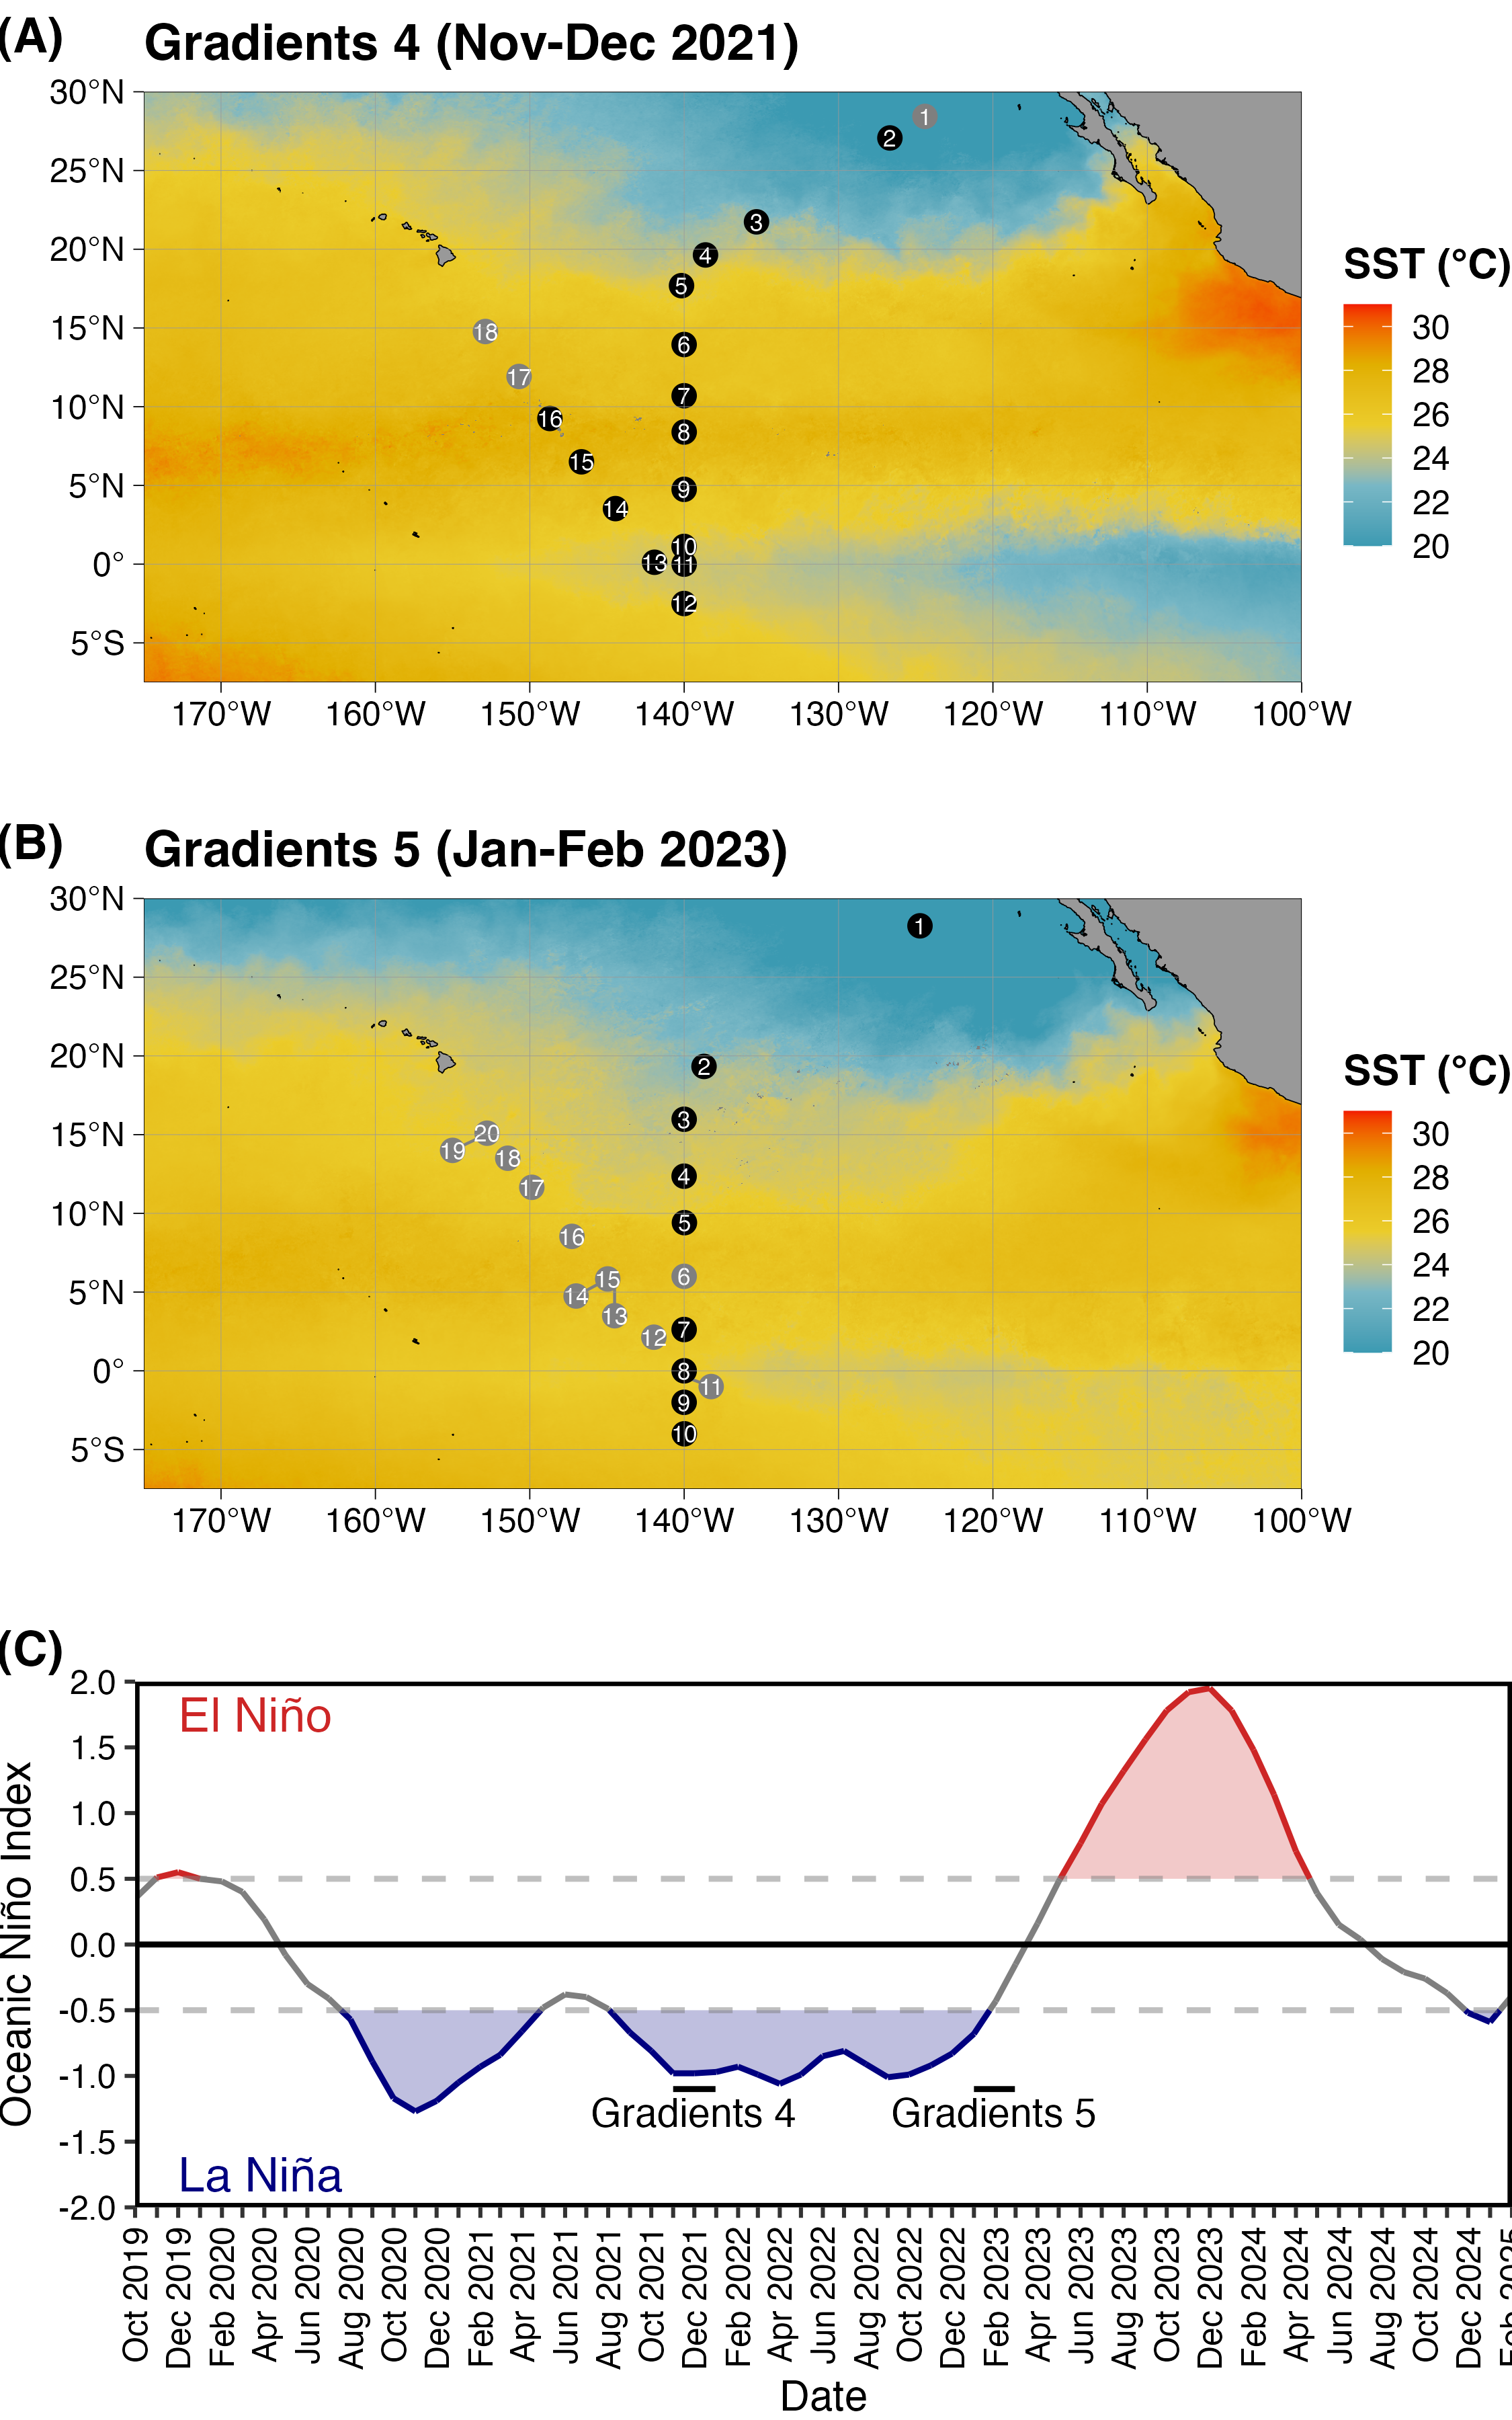 (A) Gradients 4 (Nov-Dec 2021)
30°N
25°N
20°N
15°N
10°N
5°N
0°
5°S
1
2
3
4
5
18
6
17
7
16
8
15
9
14
10
13
11
12
170°W 160°W 150°W 140°W 130°W 120°W 110°W 100°W
SST (°C)
30
28
26
24
22
20
(B) Gradients 5 (Jan-Feb 2023)
30°N
25°N
20°N
15°N
10°N
5°N
0°
5°S
1
2
3
20
19
18
4
17
5
16
6
15
14
13
7
12
8
11
9
10
170°W 160°W 150°W 140°W 130°W 120°W 110°W 100°W
SST (°C)
30
28
26
24
22
20
(C)
Oceanic Niño Index
2.0
1.5
1.0
0.5
0.0
-0.5
-1.0
-1.5
-2.0
El Niño
Gradients 4 Gradients 5
La Niña
Oct 2019
Dec 2019
Feb 2020
Apr 2020
Jun 2020
Aug 2020
Oct 2020
Dec 2020
Feb 2021
Apr 2021
Jun 2021
Aug 2021
Oct 2021
Dec 2021
Feb 2022
Apr 2022
Jun 2022
Aug 2022
Oct 2022
Dec 2022
Feb 2023
Apr 2023
Jun 2023
Aug 2023
Oct 2023
Dec 2023
Feb 2024
Apr 2024
Jun 2024
Aug 2024
Oct 2024
Dec 2024
Feb 2025
Date